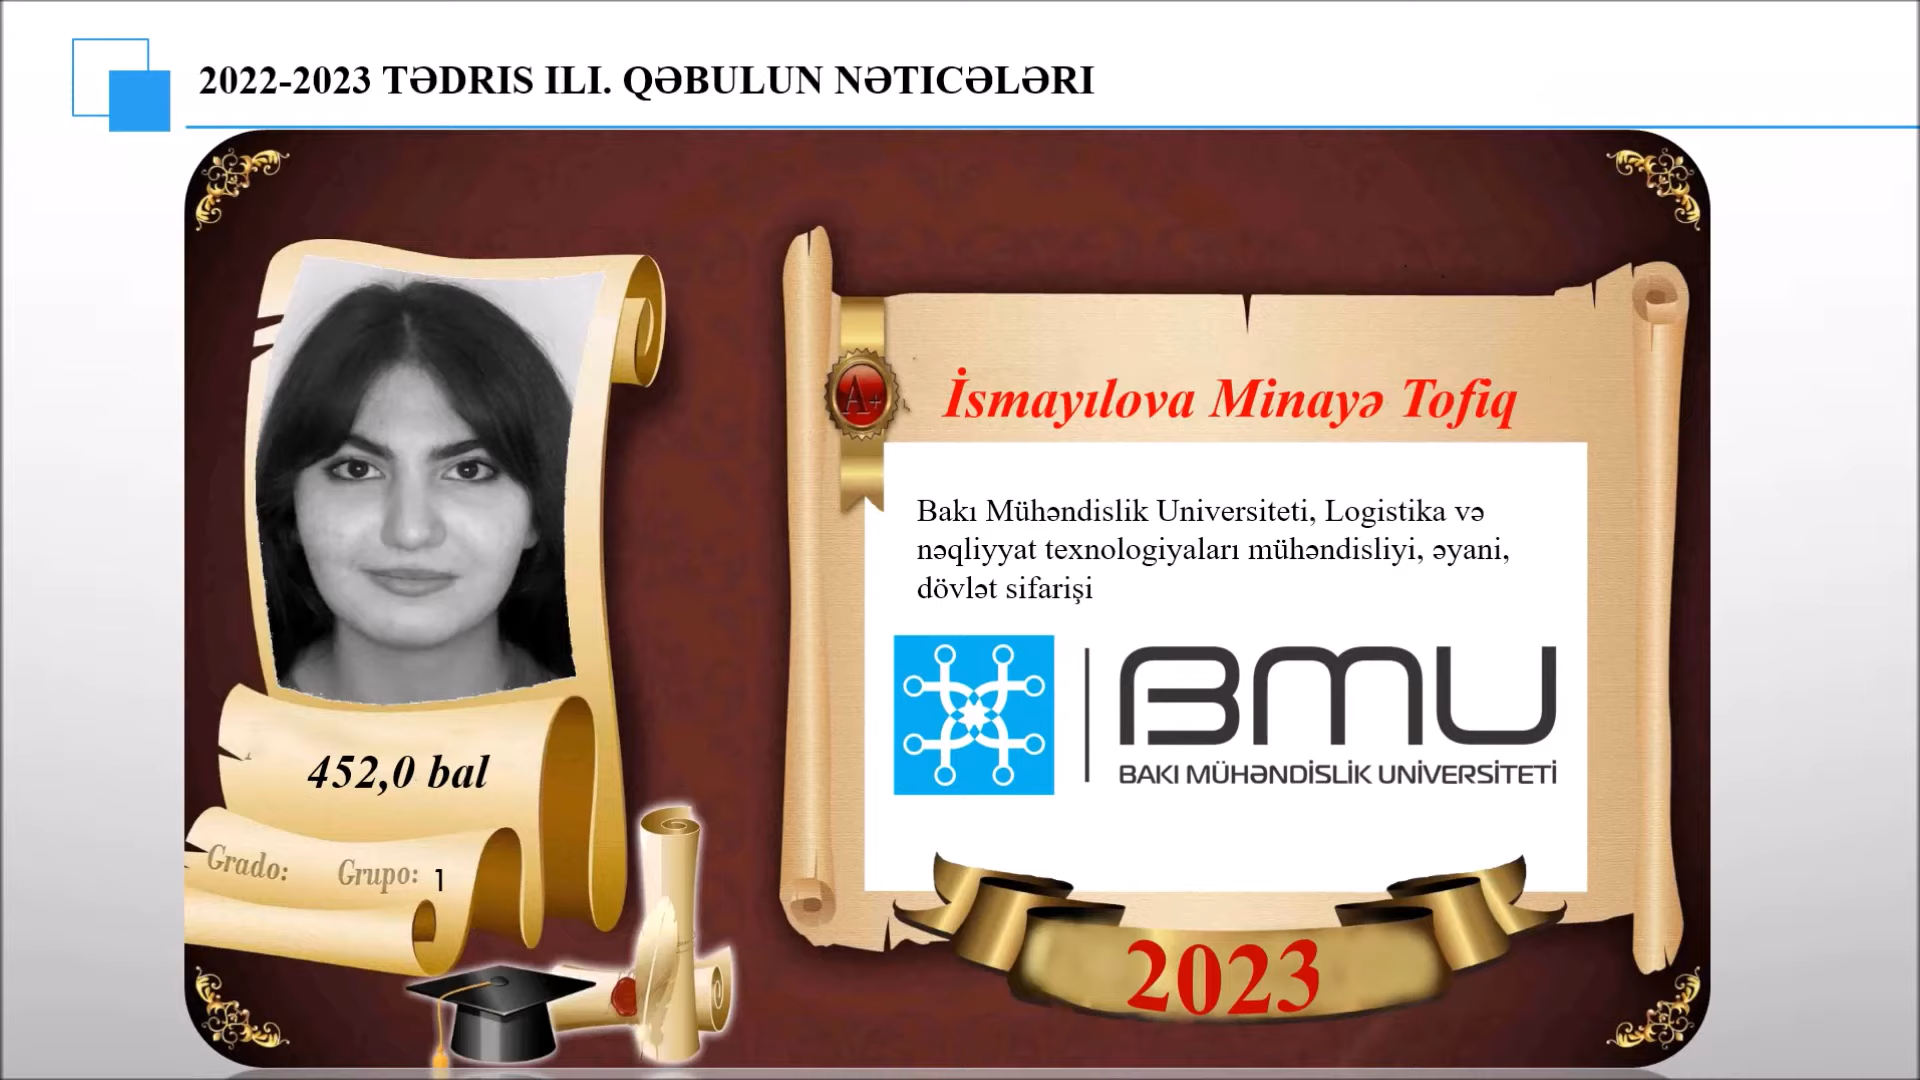 2022-2023 TƏDRIS ILI. QƏBULUN NƏTICƏLƏRI
A+
İsmayılova Minayə Tofiq
Bakı Mühəndislik Universiteti, Logistika və
nəqliyyat texnologiyaları mühəndisliyi, əyani,
dövlət sifarişi
BMU
BAKI MÜHƏNDİSLİK UNİVERSİTETİ
452,0 bal
Grado: Grupo: 1
2023